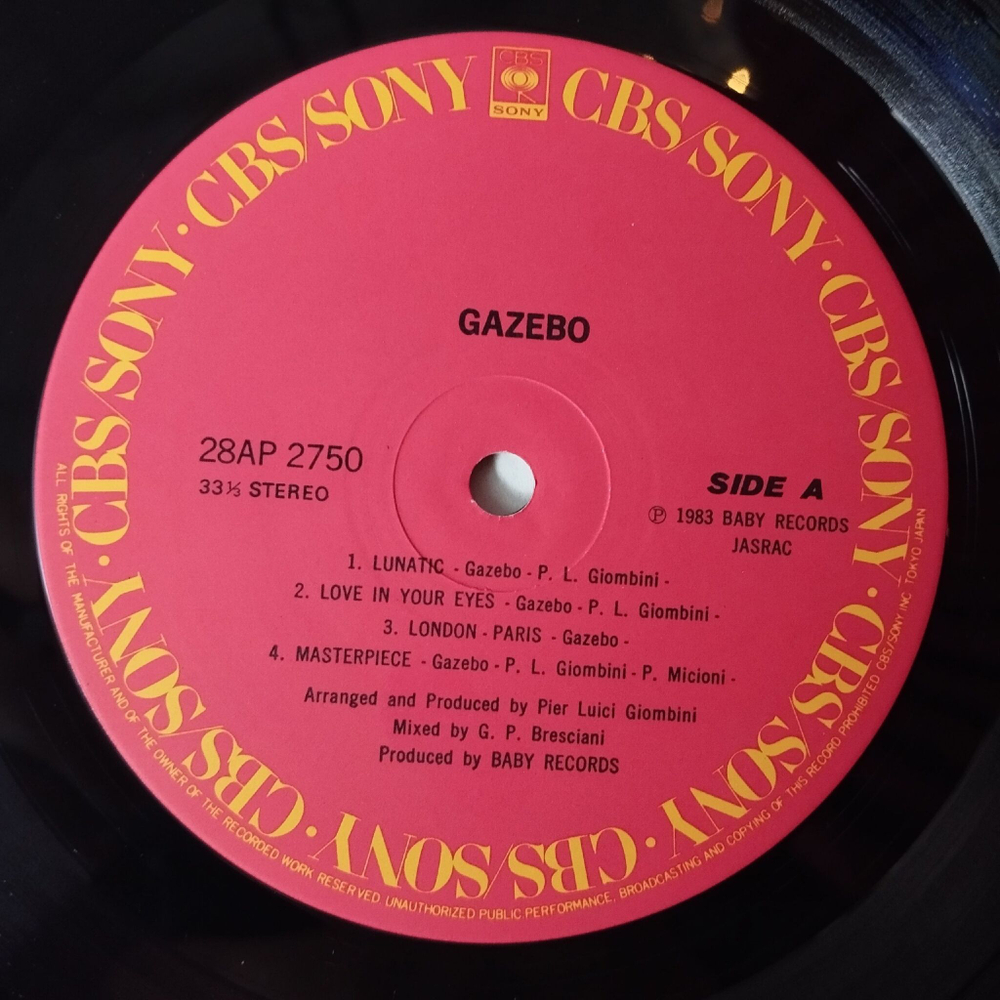 CBS
SONY
CBS/SONY · CBS/SONY · CBS/SONY · CBS/SONY · CBS/SONY · CBS/SONY · CBS/SONY · CBS/SONY
GAZEBO
28AP 2750
33⅓ STEREO
SIDE A
Ⓟ 1983 BABY RECORDS
JASRAC
1. LUNATIC - Gazebo - P. L. Giombini -
2. LOVE IN YOUR EYES - Gazebo - P. L. Giombini -
3. LONDON - PARIS - Gazebo -
4. MASTERPIECE - Gazebo - P. L. Giombini - P. Micioni -
Arranged and Produced by Pier Luici Giombini
Mixed by G. P. Bresciani
Produced by BABY RECORDS
ALL RIGHTS OF THE MANUFACTURER AND OF THE OWNER OF THE RECORDED WORK RESERVED UNAUTHORIZED PUBLIC PERFORMANCE, BROADCASTING AND COPYING OF THIS RECORD PROHIBITED CBS/SONY INC TOKYO JAPAN